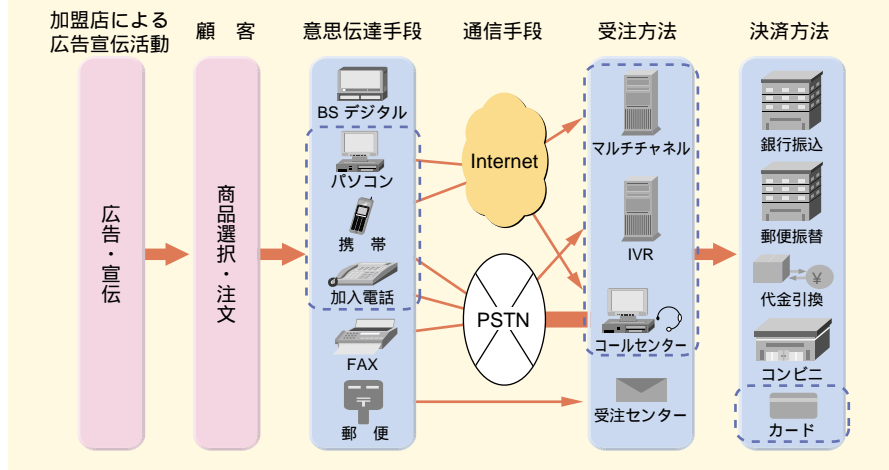 加盟店による
広告宣伝活動
顧 客
意思伝達手段
通信手段
受注方法
決済方法
広告・宣伝
商品選択・注文
BS デジタル
パソコン
携 帯
加入電話
FAX
郵 便
Internet
PSTN
マルチチャネル
IVR
コールセンター
受注センター
銀行振込
郵便振替
¥
代金引換
コンビニ
カード